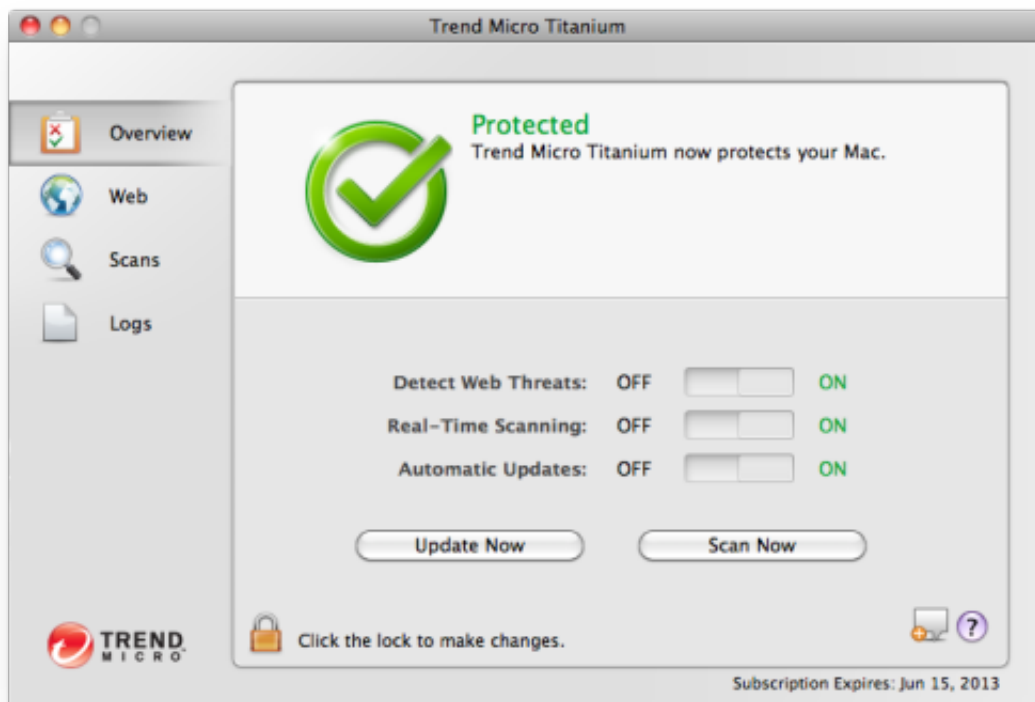 Trend Micro Titanium
Overview
Web
Scans
Logs
Protected
Trend Micro Titanium now protects your Mac.
Detect Web Threats: OFF ON
Real-Time Scanning: OFF ON
Automatic Updates: OFF ON
Update Now Scan Now
Click the lock to make changes.
?
TREND
MICRO
Subscription Expires: Jun 15, 2013